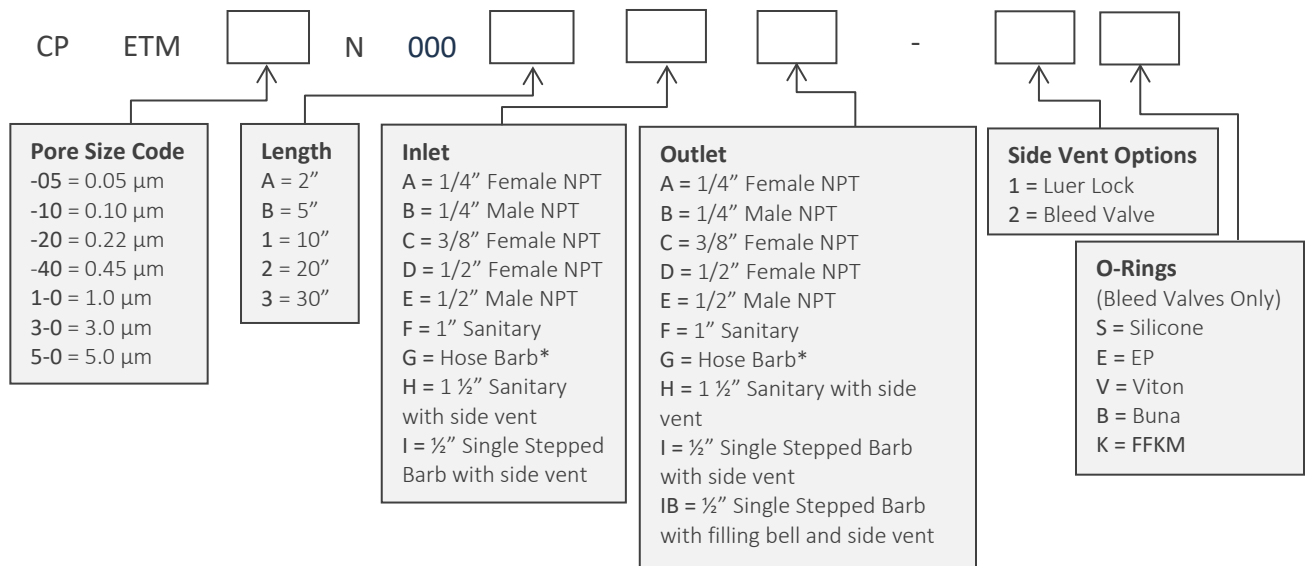 CP ETM N 000 -
Pore Size Code
-05 = 0.05 µm
-10 = 0.10 µm
-20 = 0.22 µm
-40 = 0.45 µm
1-0 = 1.0 µm
3-0 = 3.0 µm
5-0 = 5.0 µm
Length
A = 2”
B = 5”
1 = 10”
2 = 20”
3 = 30”
Inlet
A = 1/4” Female NPT
B = 1/4” Male NPT
C = 3/8” Female NPT
D = 1/2” Female NPT
E = 1/2” Male NPT
F = 1” Sanitary
G = Hose Barb*
H = 1 ½” Sanitary
with side vent
I = ½” Single Stepped
Barb with side vent
Outlet
A = 1/4” Female NPT
B = 1/4” Male NPT
C = 3/8” Female NPT
D = 1/2” Female NPT
E = 1/2” Male NPT
F = 1” Sanitary
G = Hose Barb*
H = 1 ½” Sanitary with side
vent
I = ½” Single Stepped Barb
with side vent
IB = ½” Single Stepped Barb
with filling bell and side vent
Side Vent Options
1 = Luer Lock
2 = Bleed Valve
O-Rings
(Bleed Valves Only)
S = Silicone
E = EP
V = Viton
B = Buna
K = FFKM